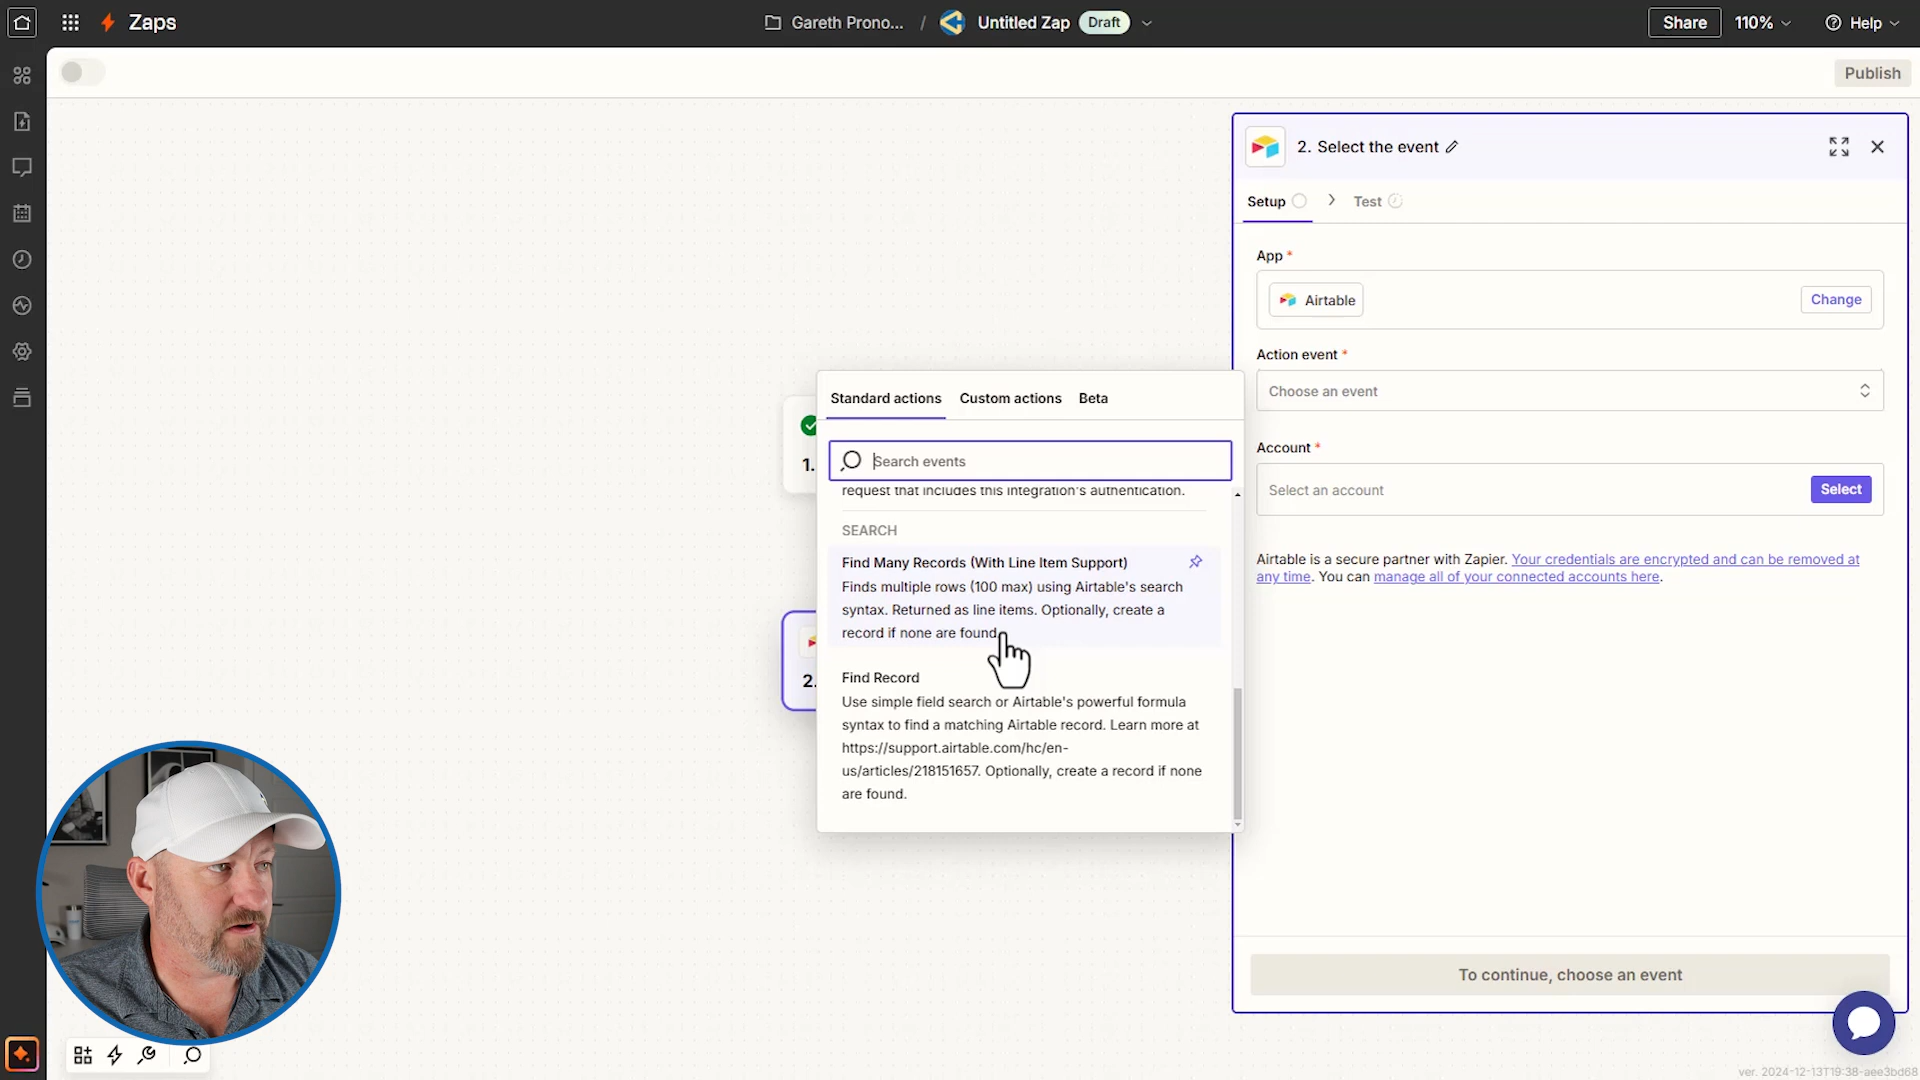 Zaps
Gareth Prono... / Untitled Zap Draft
Share 110% Help
Publish
2. Select the event
Setup Test
App *
Airtable Change
Action event *
Choose an event
Account *
Select an account Select
Airtable is a secure partner with Zapier. Your credentials are encrypted and can be removed at
any time. You can manage all of your connected accounts here.
To continue, choose an event
1.
2.
Standard actions Custom actions Beta
Search events
request that includes this integration's authentication.
SEARCH
Find Many Records (With Line Item Support)
Finds multiple rows (100 max) using Airtable's search
syntax. Returned as line items. Optionally, create a
record if none are found.
Find Record
Use simple field search or Airtable's powerful formula
syntax to find a matching Airtable record. Learn more at
https://support.airtable.com/hc/en-
us/articles/218151657. Optionally, create a record if none
are found.
ver. 2024-12-13T19:38-aee3bd68